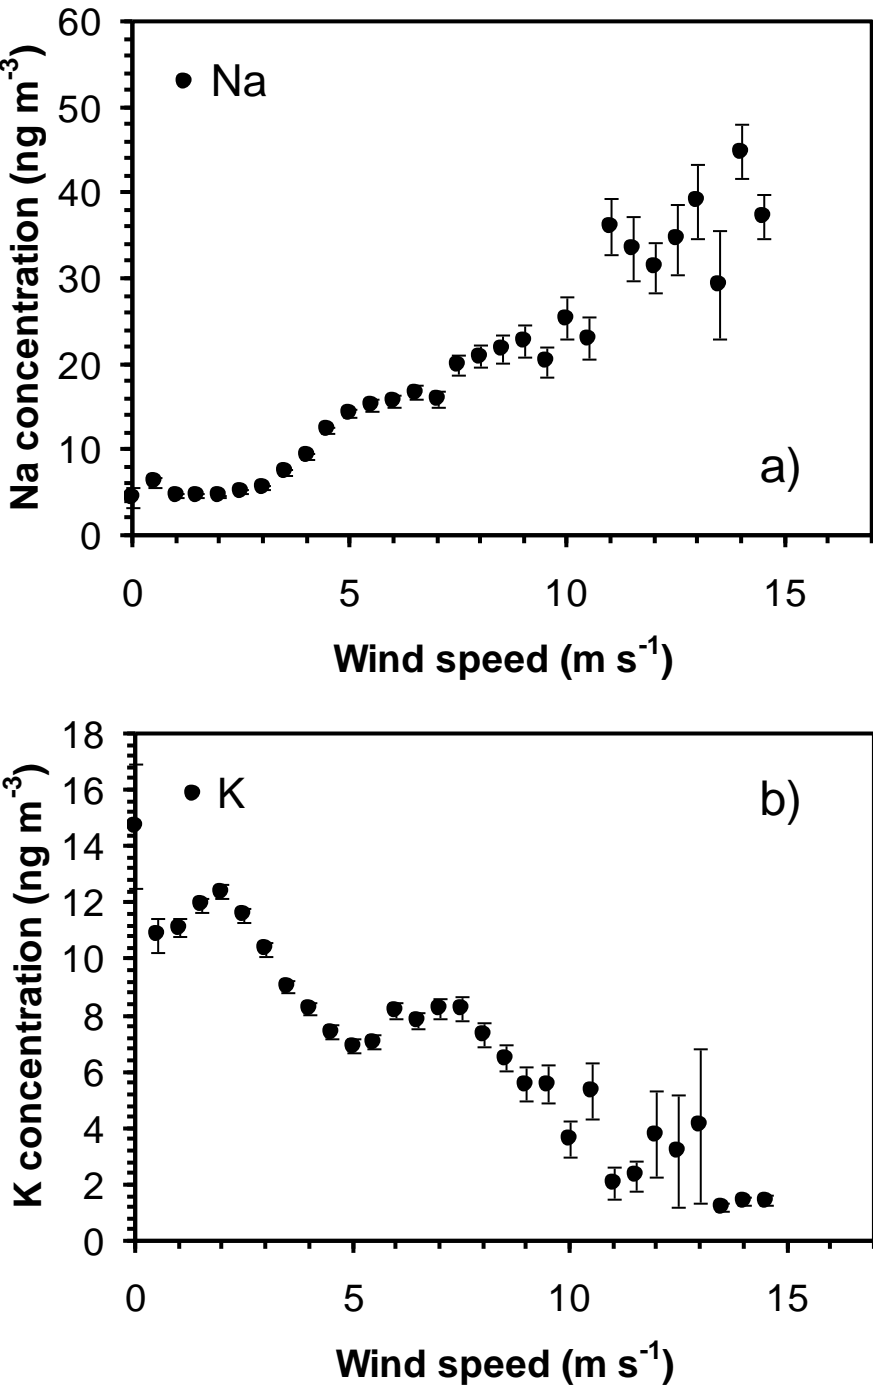 60
50
40
30
20
10
0
Na concentration (ng m⁻³)
Na
a)
0 5 10 15
Wind speed (m s⁻¹)
18
16
14
12
10
8
6
4
2
0
K concentration (ng m⁻³)
K
b)
0 5 10 15
Wind speed (m s⁻¹)